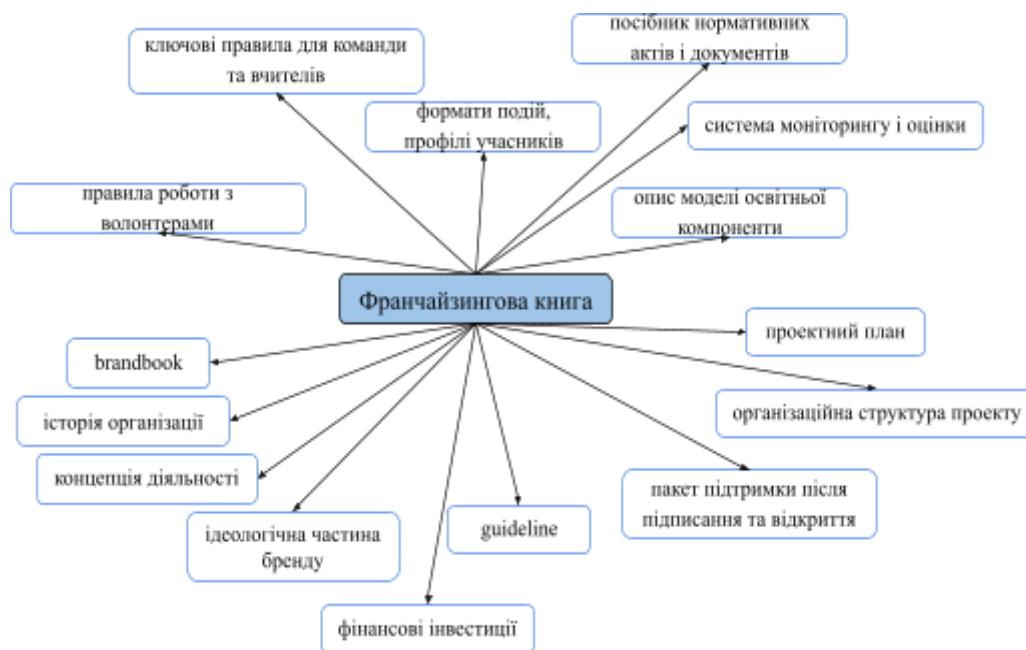 посібник нормативних
актів і документів
ключові правила для команди
та вчителів
формати подій,
профілі учасників
система моніторингу і оцінки
правила роботи з
волонтерами
опис моделі освітньої
компоненти
Франчайзингова книга
проектний план
brandbook
організаційна структура проекту
історія організації
концепція діяльності
пакет підтримки після
підписання та відкриття
ідеологічна частина
бренду
guideline
фінансові інвестиції